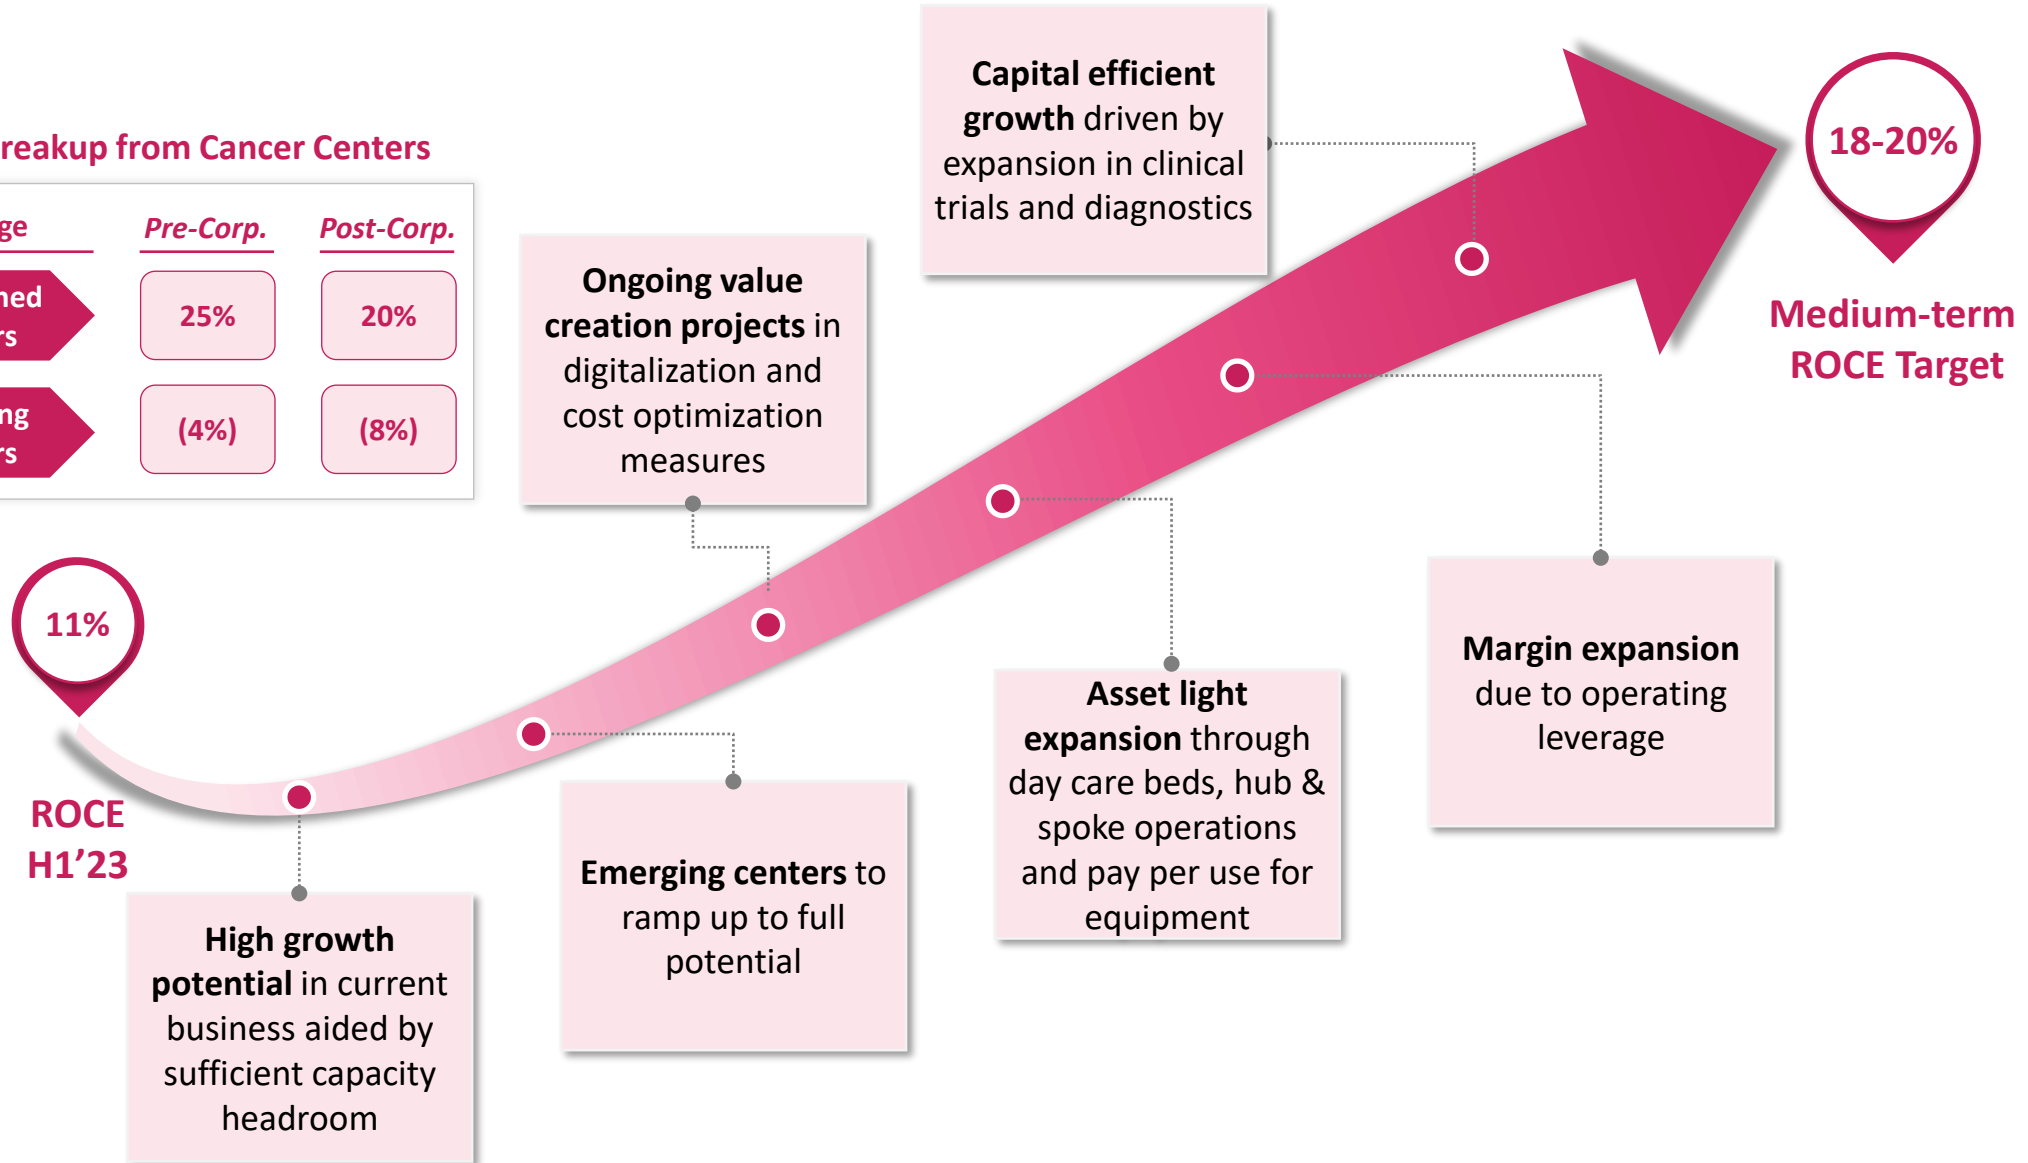 reakup from Cancer Centers
ge
Pre-Corp.
Post-Corp.
ned
rs
25%
20%
ng
rs
(4%)
(8%)
11%
ROCE
H1’23
High growth
potential in current
business aided by
sufficient capacity
headroom
Emerging centers to
ramp up to full
potential
Ongoing value
creation projects in
digitalization and
cost optimization
measures
Asset light
expansion through
day care beds, hub &
spoke operations
and pay per use for
equipment
Margin expansion
due to operating
leverage
Capital efficient
growth driven by
expansion in clinical
trials and diagnostics
18-20%
Medium-term
ROCE Target